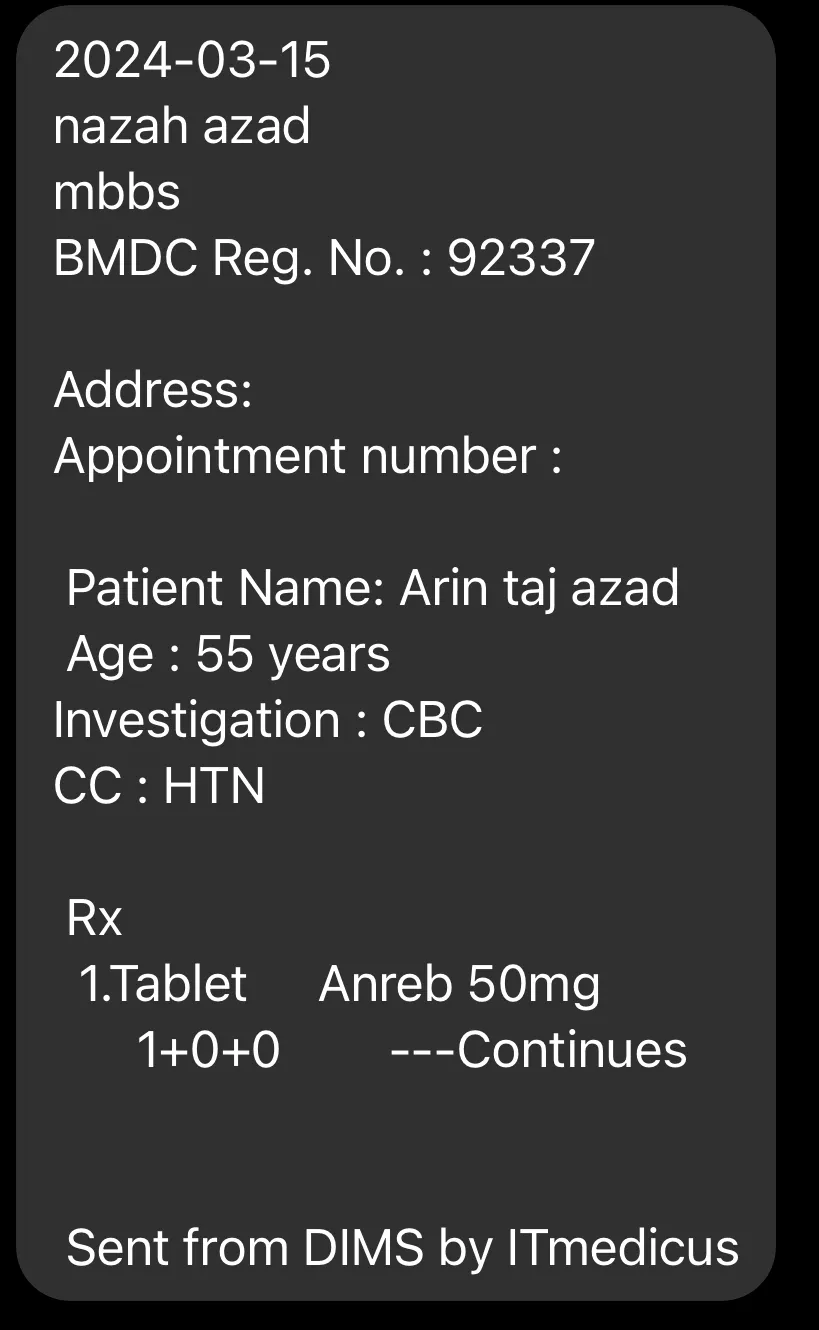 2024-03-15
nazah azad
mbbs
BMDC Reg. No. : 92337
Address:
Appointment number :
Patient Name: Arin taj azad
Age : 55 years
Investigation : CBC
CC : HTN
Rx
1.Tablet Anreb 50mg
1+0+0 ---Continues
Sent from DIMS by ITmedicus